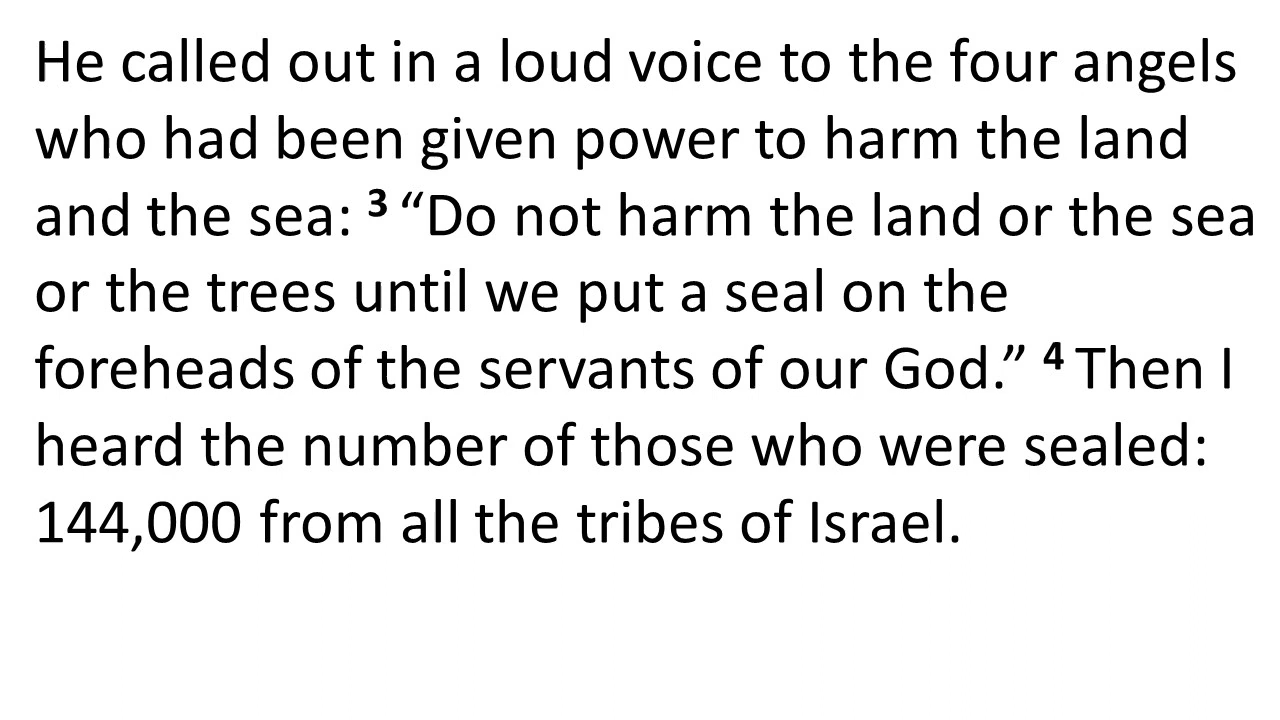 He called out in a loud voice to the four angels
who had been given power to harm the land
and the sea: 3 “Do not harm the land or the sea
or the trees until we put a seal on the
foreheads of the servants of our God.” 4 Then I
heard the number of those who were sealed:
144,000 from all the tribes of Israel.